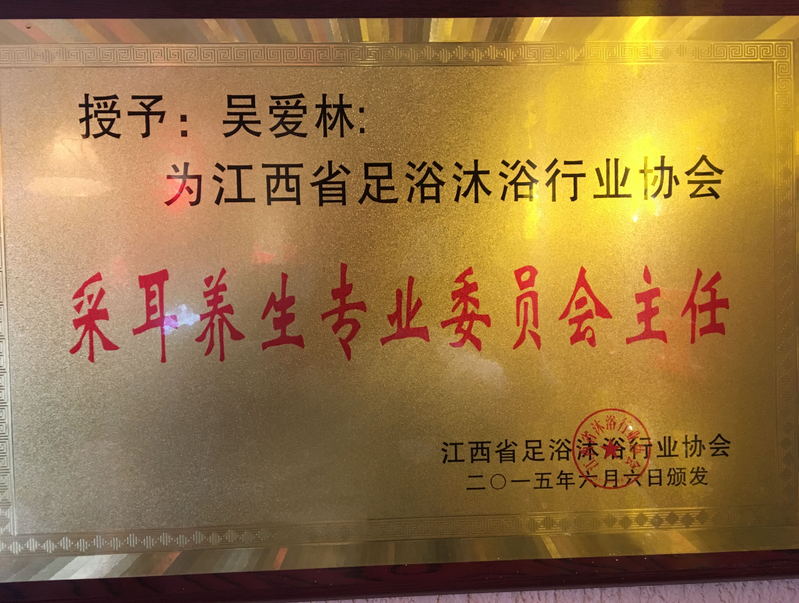 授予：吴爱林:
为江西省足浴沐浴行业协会
采耳养生专业委员会主任
江西省足浴沐浴行业协会
二〇一五年六月六日颁发